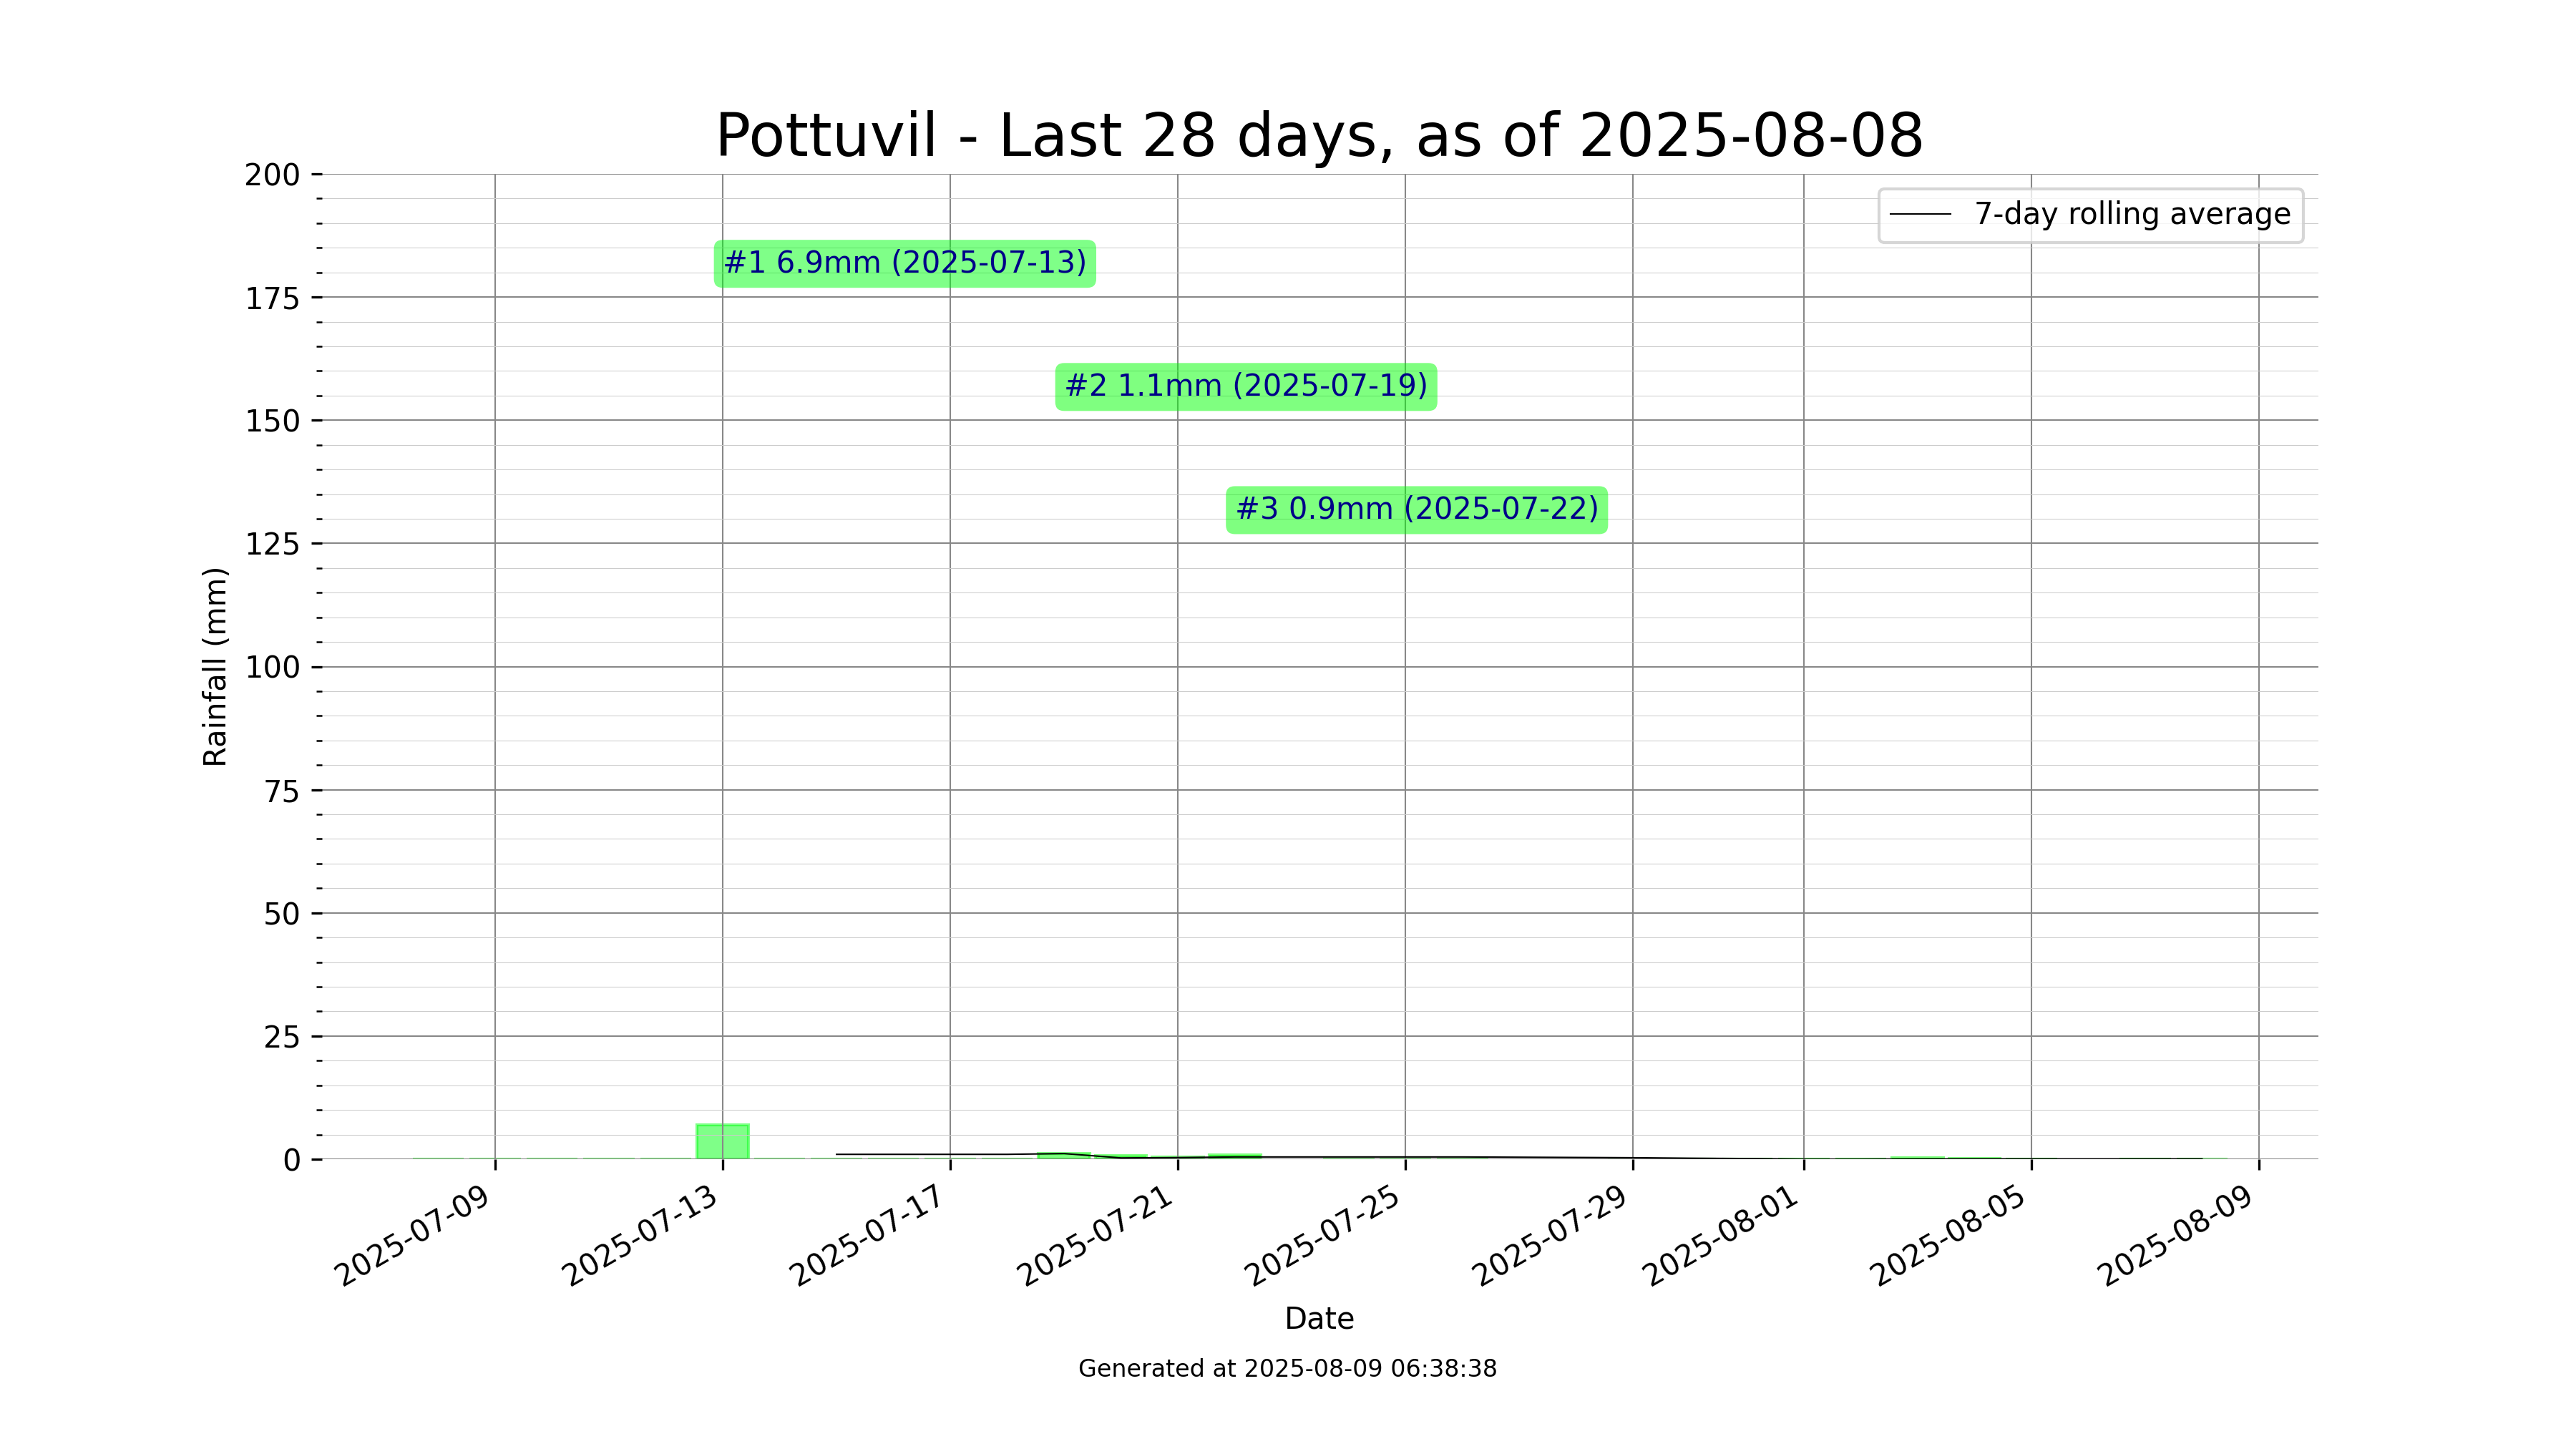 Pottuvil - Last 28 days, as of 2025-08-08
200
175
150
125
100
75
50
25
0
Rainfall (mm)
7-day rolling average
#1 6.9mm (2025-07-13)
#2 1.1mm (2025-07-19)
#3 0.9mm (2025-07-22)
2025-07-09
2025-07-13
2025-07-17
2025-07-21
2025-07-25
2025-07-29
2025-08-01
2025-08-05
2025-08-09
Date
Generated at 2025-08-09 06:38:38